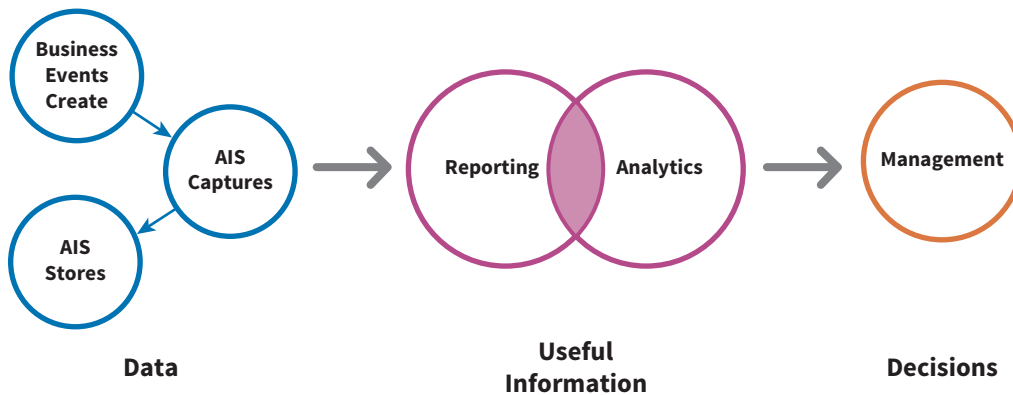 Business
Events
Create
AIS
Captures
AIS
Stores
Reporting
Analytics
Management
Data
Useful
Information
Decisions